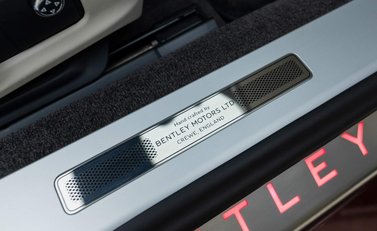 Hand crafted by
BENTLEY MOTORS LTD
CREWE, ENGLAND
TLEY